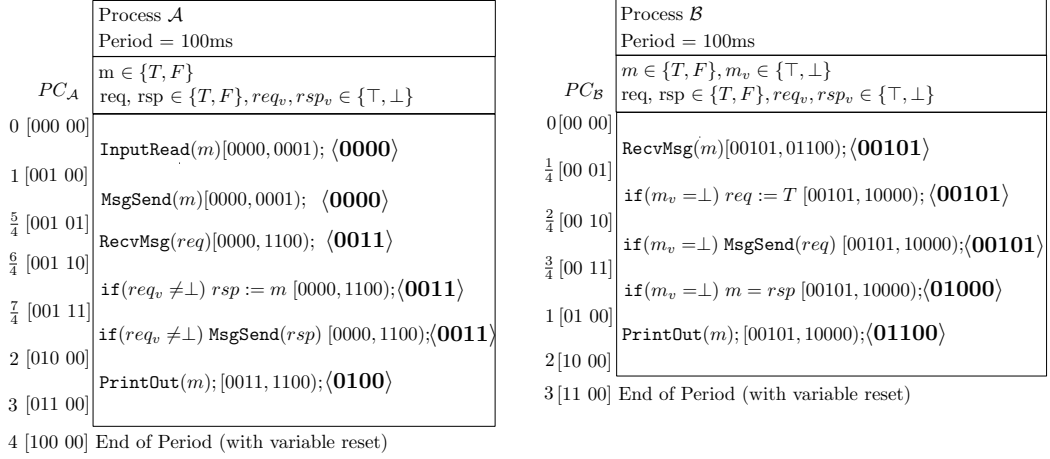 Process 𝒜
Period = 100ms
m ∈ {T, F}
req, rsp ∈ {T, F}, req_v, rsp_v ∈ {⊤, ⊥}
PC_𝒜
0 [000 00]
InputRead(m)[0000, 0001); ⟨0000⟩
1 [001 00]
MsgSend(m)[0000, 0001); ⟨0000⟩
5/4 [001 01]
RecvMsg(req)[0000, 1100); ⟨0011⟩
6/4 [001 10]
if(req_v ≠⊥) rsp := m [0000, 1100);⟨0011⟩
7/4 [001 11]
if(req_v ≠⊥) MsgSend(rsp) [0000, 1100);⟨0011⟩
2 [010 00]
PrintOut(m); [0011, 1100);⟨0100⟩
3 [011 00]
4 [100 00] End of Period (with variable reset)
Process ℬ
Period = 100ms
m ∈ {T, F}, m_v ∈ {⊤, ⊥}
req, rsp ∈ {T, F}, req_v, rsp_v ∈ {⊤, ⊥}
PC_ℬ
0 [00 00]
RecvMsg(m)[00101, 01100);⟨00101⟩
1/4 [00 01]
if(m_v =⊥) req := T [00101, 10000);⟨00101⟩
2/4 [00 10]
if(m_v =⊥) MsgSend(req) [00101, 10000);⟨00101⟩
3/4 [00 11]
if(m_v =⊥) m = rsp [00101, 10000);⟨01000⟩
1 [01 00]
PrintOut(m); [00101, 10000);⟨01100⟩
2 [10 00]
3 [11 00] End of Period (with variable reset)